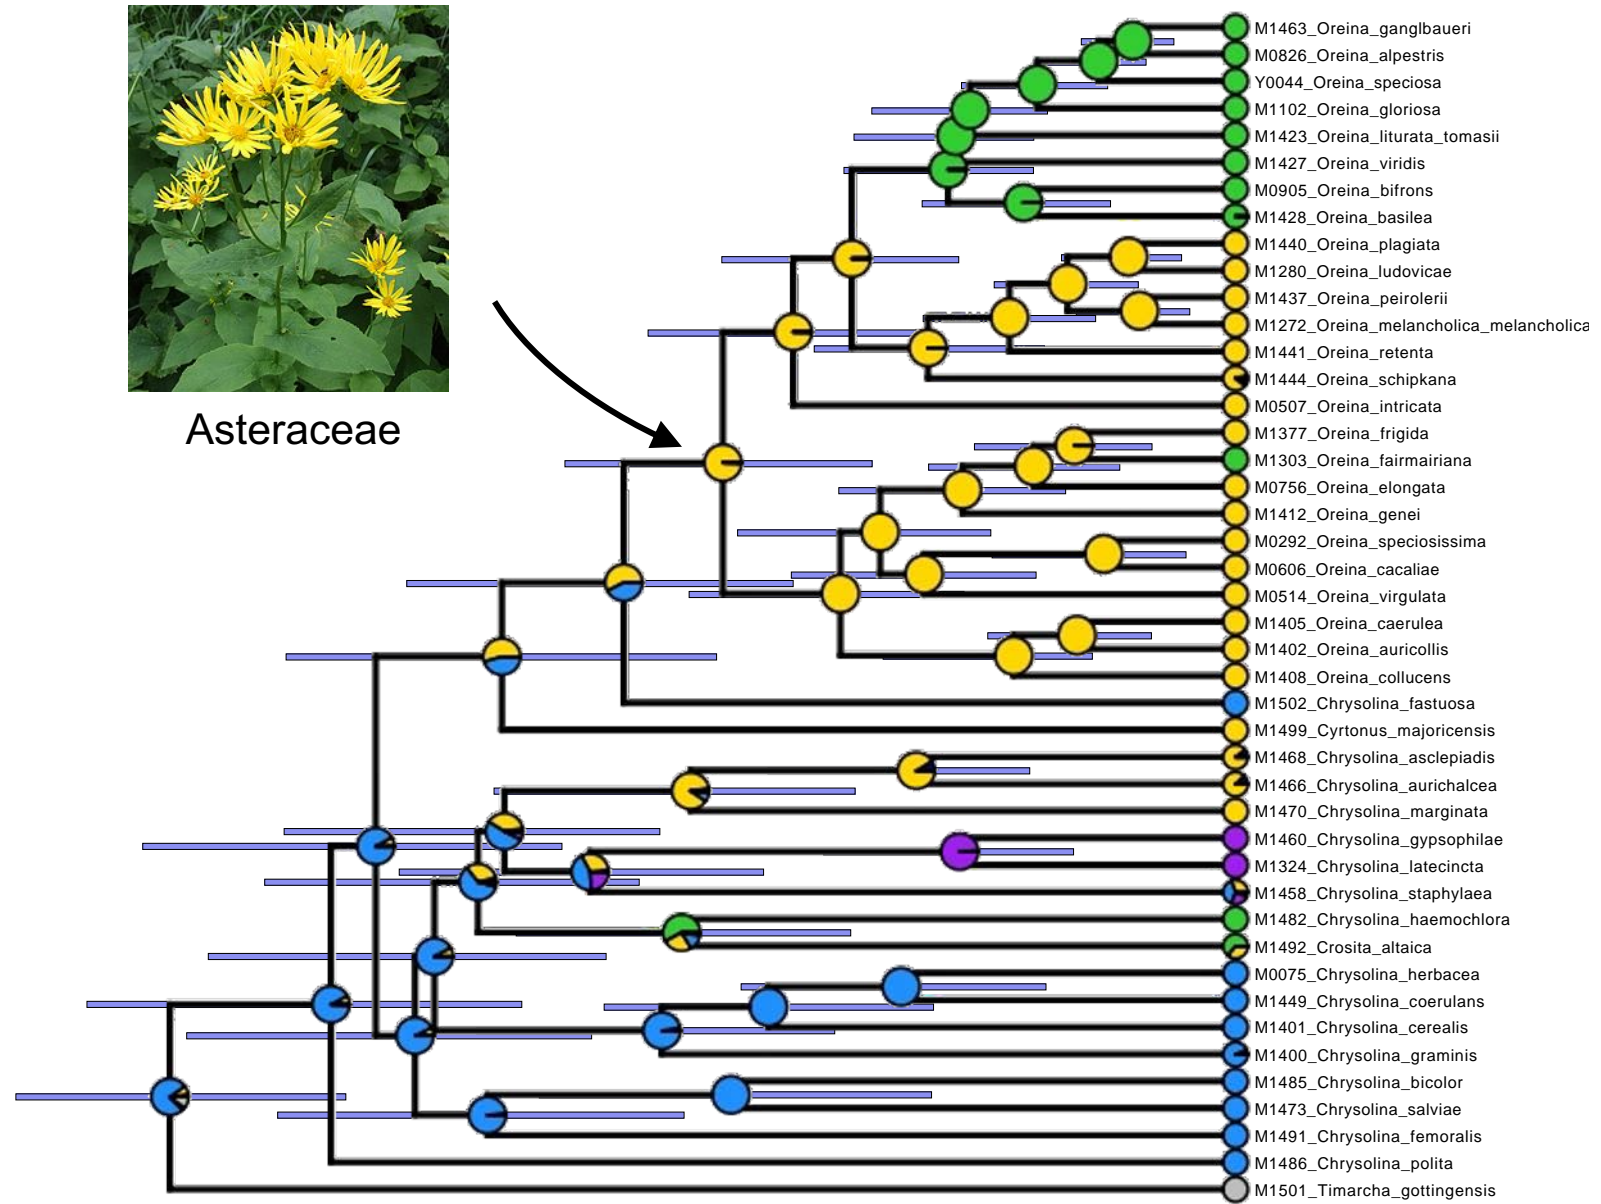 Asteraceae
M1463_Oreina_ganglbaueri
M0826_Oreina_alpestris
Y0044_Oreina_speciosa
M1102_Oreina_gloriosa
M1423_Oreina_liturata_tomasii
M1427_Oreina_viridis
M0905_Oreina_bifrons
M1428_Oreina_basilea
M1440_Oreina_plagiata
M1280_Oreina_ludovicae
M1437_Oreina_peirolerii
M1272_Oreina_melancholica_melancholica
M1441_Oreina_retenta
M1444_Oreina_schipkana
M0507_Oreina_intricata
M1377_Oreina_frigida
M1303_Oreina_fairmairiana
M0756_Oreina_elongata
M1412_Oreina_genei
M0292_Oreina_speciosissima
M0606_Oreina_cacaliae
M0514_Oreina_virgulata
M1405_Oreina_caerulea
M1402_Oreina_auricollis
M1408_Oreina_collucens
M1502_Chrysolina_fastuosa
M1499_Cyrtonus_majoricensis
M1468_Chrysolina_asclepiadis
M1466_Chrysolina_aurichalcea
M1470_Chrysolina_marginata
M1460_Chrysolina_gypsophilae
M1324_Chrysolina_latecincta
M1458_Chrysolina_staphylaea
M1482_Chrysolina_haemochlora
M1492_Crosita_altaica
M0075_Chrysolina_herbacea
M1449_Chrysolina_coerulans
M1401_Chrysolina_cerealis
M1400_Chrysolina_graminis
M1485_Chrysolina_bicolor
M1473_Chrysolina_salviae
M1491_Chrysolina_femoralis
M1486_Chrysolina_polita
M1501_Timarcha_gottingensis